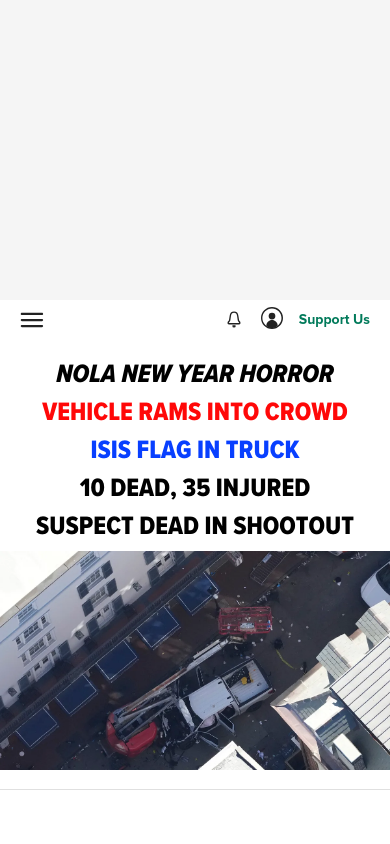 Support Us
NOLA NEW YEAR HORROR
VEHICLE RAMS INTO CROWD
ISIS FLAG IN TRUCK
10 DEAD, 35 INJURED
SUSPECT DEAD IN SHOOTOUT